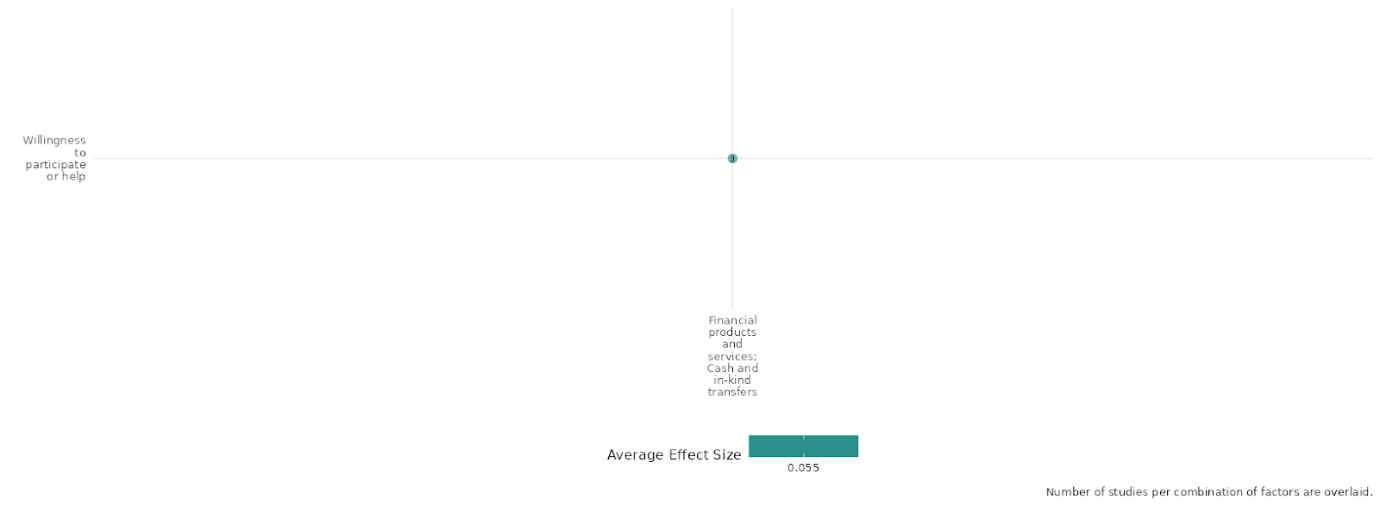 Willingness
to
participate
or help
3
Financial
products
and
services;
Cash and
in-kind
transfers
Average Effect Size
0.055
Number of studies per combination of factors are overlaid.